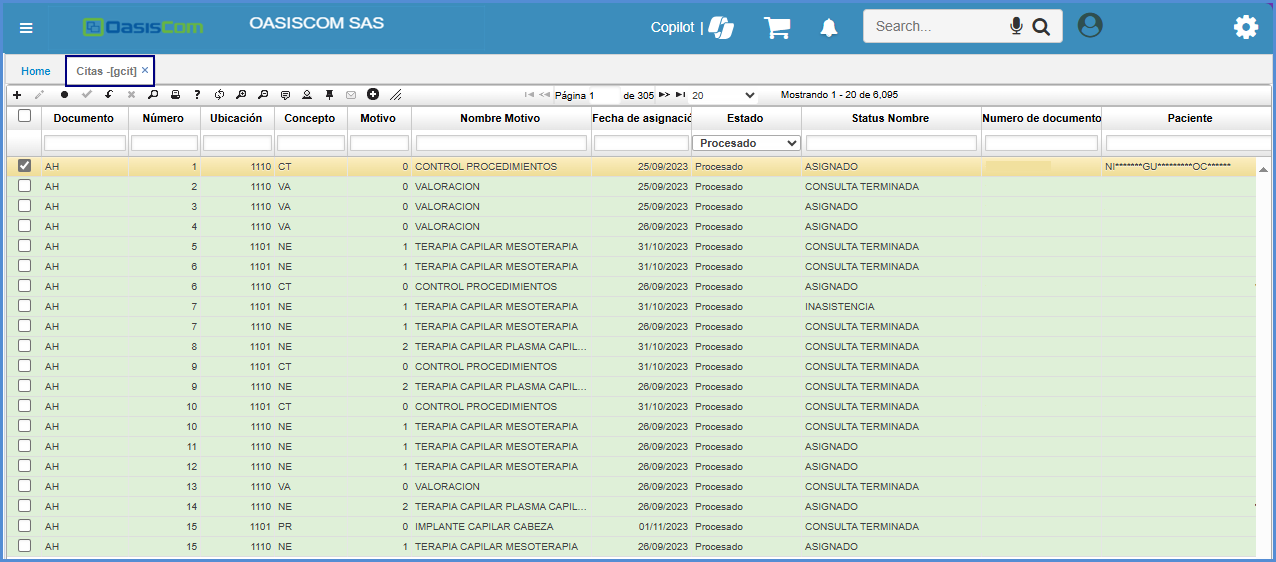 OasisCom OASISCOM SAS Copilot | Search...
Home Citas -[gcit] ×
Página 1 de 305 20 Mostrando 1 - 20 de 6,095
Documento Número Ubicación Concepto Motivo Nombre Motivo Fecha de asignació Estado Status Nombre Numero de documento Paciente
Procesado
AH 1 1110 CT 0 CONTROL PROCEDIMIENTOS 25/09/2023 Procesado ASIGNADO NI*******GU*********OC******
AH 2 1110 VA 0 VALORACION 25/09/2023 Procesado CONSULTA TERMINADA
AH 3 1110 VA 0 VALORACION 25/09/2023 Procesado ASIGNADO
AH 4 1110 VA 0 VALORACION 26/09/2023 Procesado ASIGNADO
AH 5 1101 NE 1 TERAPIA CAPILAR MESOTERAPIA 31/10/2023 Procesado CONSULTA TERMINADA
AH 6 1101 NE 1 TERAPIA CAPILAR MESOTERAPIA 31/10/2023 Procesado CONSULTA TERMINADA
AH 6 1110 CT 0 CONTROL PROCEDIMIENTOS 26/09/2023 Procesado ASIGNADO
AH 7 1101 NE 1 TERAPIA CAPILAR MESOTERAPIA 31/10/2023 Procesado INASISTENCIA
AH 7 1110 NE 1 TERAPIA CAPILAR MESOTERAPIA 26/09/2023 Procesado CONSULTA TERMINADA
AH 8 1101 NE 2 TERAPIA CAPILAR PLASMA CAPIL... 31/10/2023 Procesado CONSULTA TERMINADA
AH 9 1101 CT 0 CONTROL PROCEDIMIENTOS 31/10/2023 Procesado CONSULTA TERMINADA
AH 9 1110 NE 2 TERAPIA CAPILAR PLASMA CAPIL... 26/09/2023 Procesado CONSULTA TERMINADA
AH 10 1101 CT 0 CONTROL PROCEDIMIENTOS 31/10/2023 Procesado CONSULTA TERMINADA
AH 10 1110 NE 1 TERAPIA CAPILAR MESOTERAPIA 26/09/2023 Procesado CONSULTA TERMINADA
AH 11 1110 NE 1 TERAPIA CAPILAR MESOTERAPIA 26/09/2023 Procesado ASIGNADO
AH 12 1110 NE 1 TERAPIA CAPILAR MESOTERAPIA 26/09/2023 Procesado ASIGNADO
AH 13 1110 VA 0 VALORACION 26/09/2023 Procesado CONSULTA TERMINADA
AH 14 1110 NE 2 TERAPIA CAPILAR PLASMA CAPIL... 26/09/2023 Procesado ASIGNADO
AH 15 1101 PR 0 IMPLANTE CAPILAR CABEZA 01/11/2023 Procesado CONSULTA TERMINADA
AH 15 1110 NE 1 TERAPIA CAPILAR MESOTERAPIA 26/09/2023 Procesado ASIGNADO